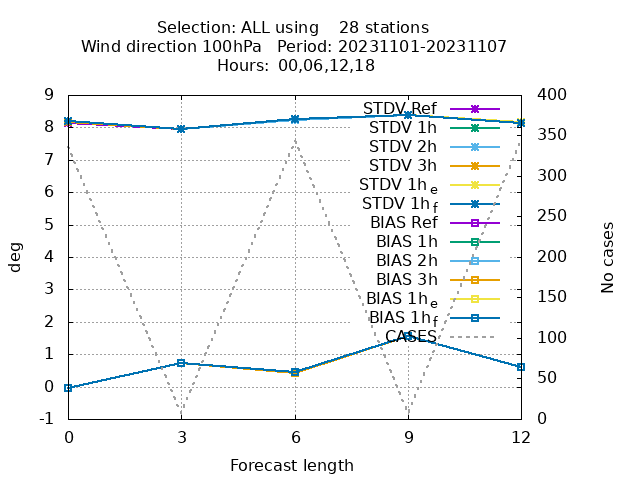 Selection: ALL using 28 stations
Wind direction 100hPa Period: 20231101-20231107
Hours: 00,06,12,18
9 400
8 350
7 300
6 250
5 200
4 150
3 100
2 50
1 0
0
-1
STDV Ref
STDV 1h
STDV 2h
STDV 3h
STDV 1he
STDV 1hf
BIAS Ref
BIAS 1h
BIAS 2h
BIAS 3h
BIAS 1he
BIAS 1hf
CASES
deg
No cases
0 3 6 9 12
Forecast length